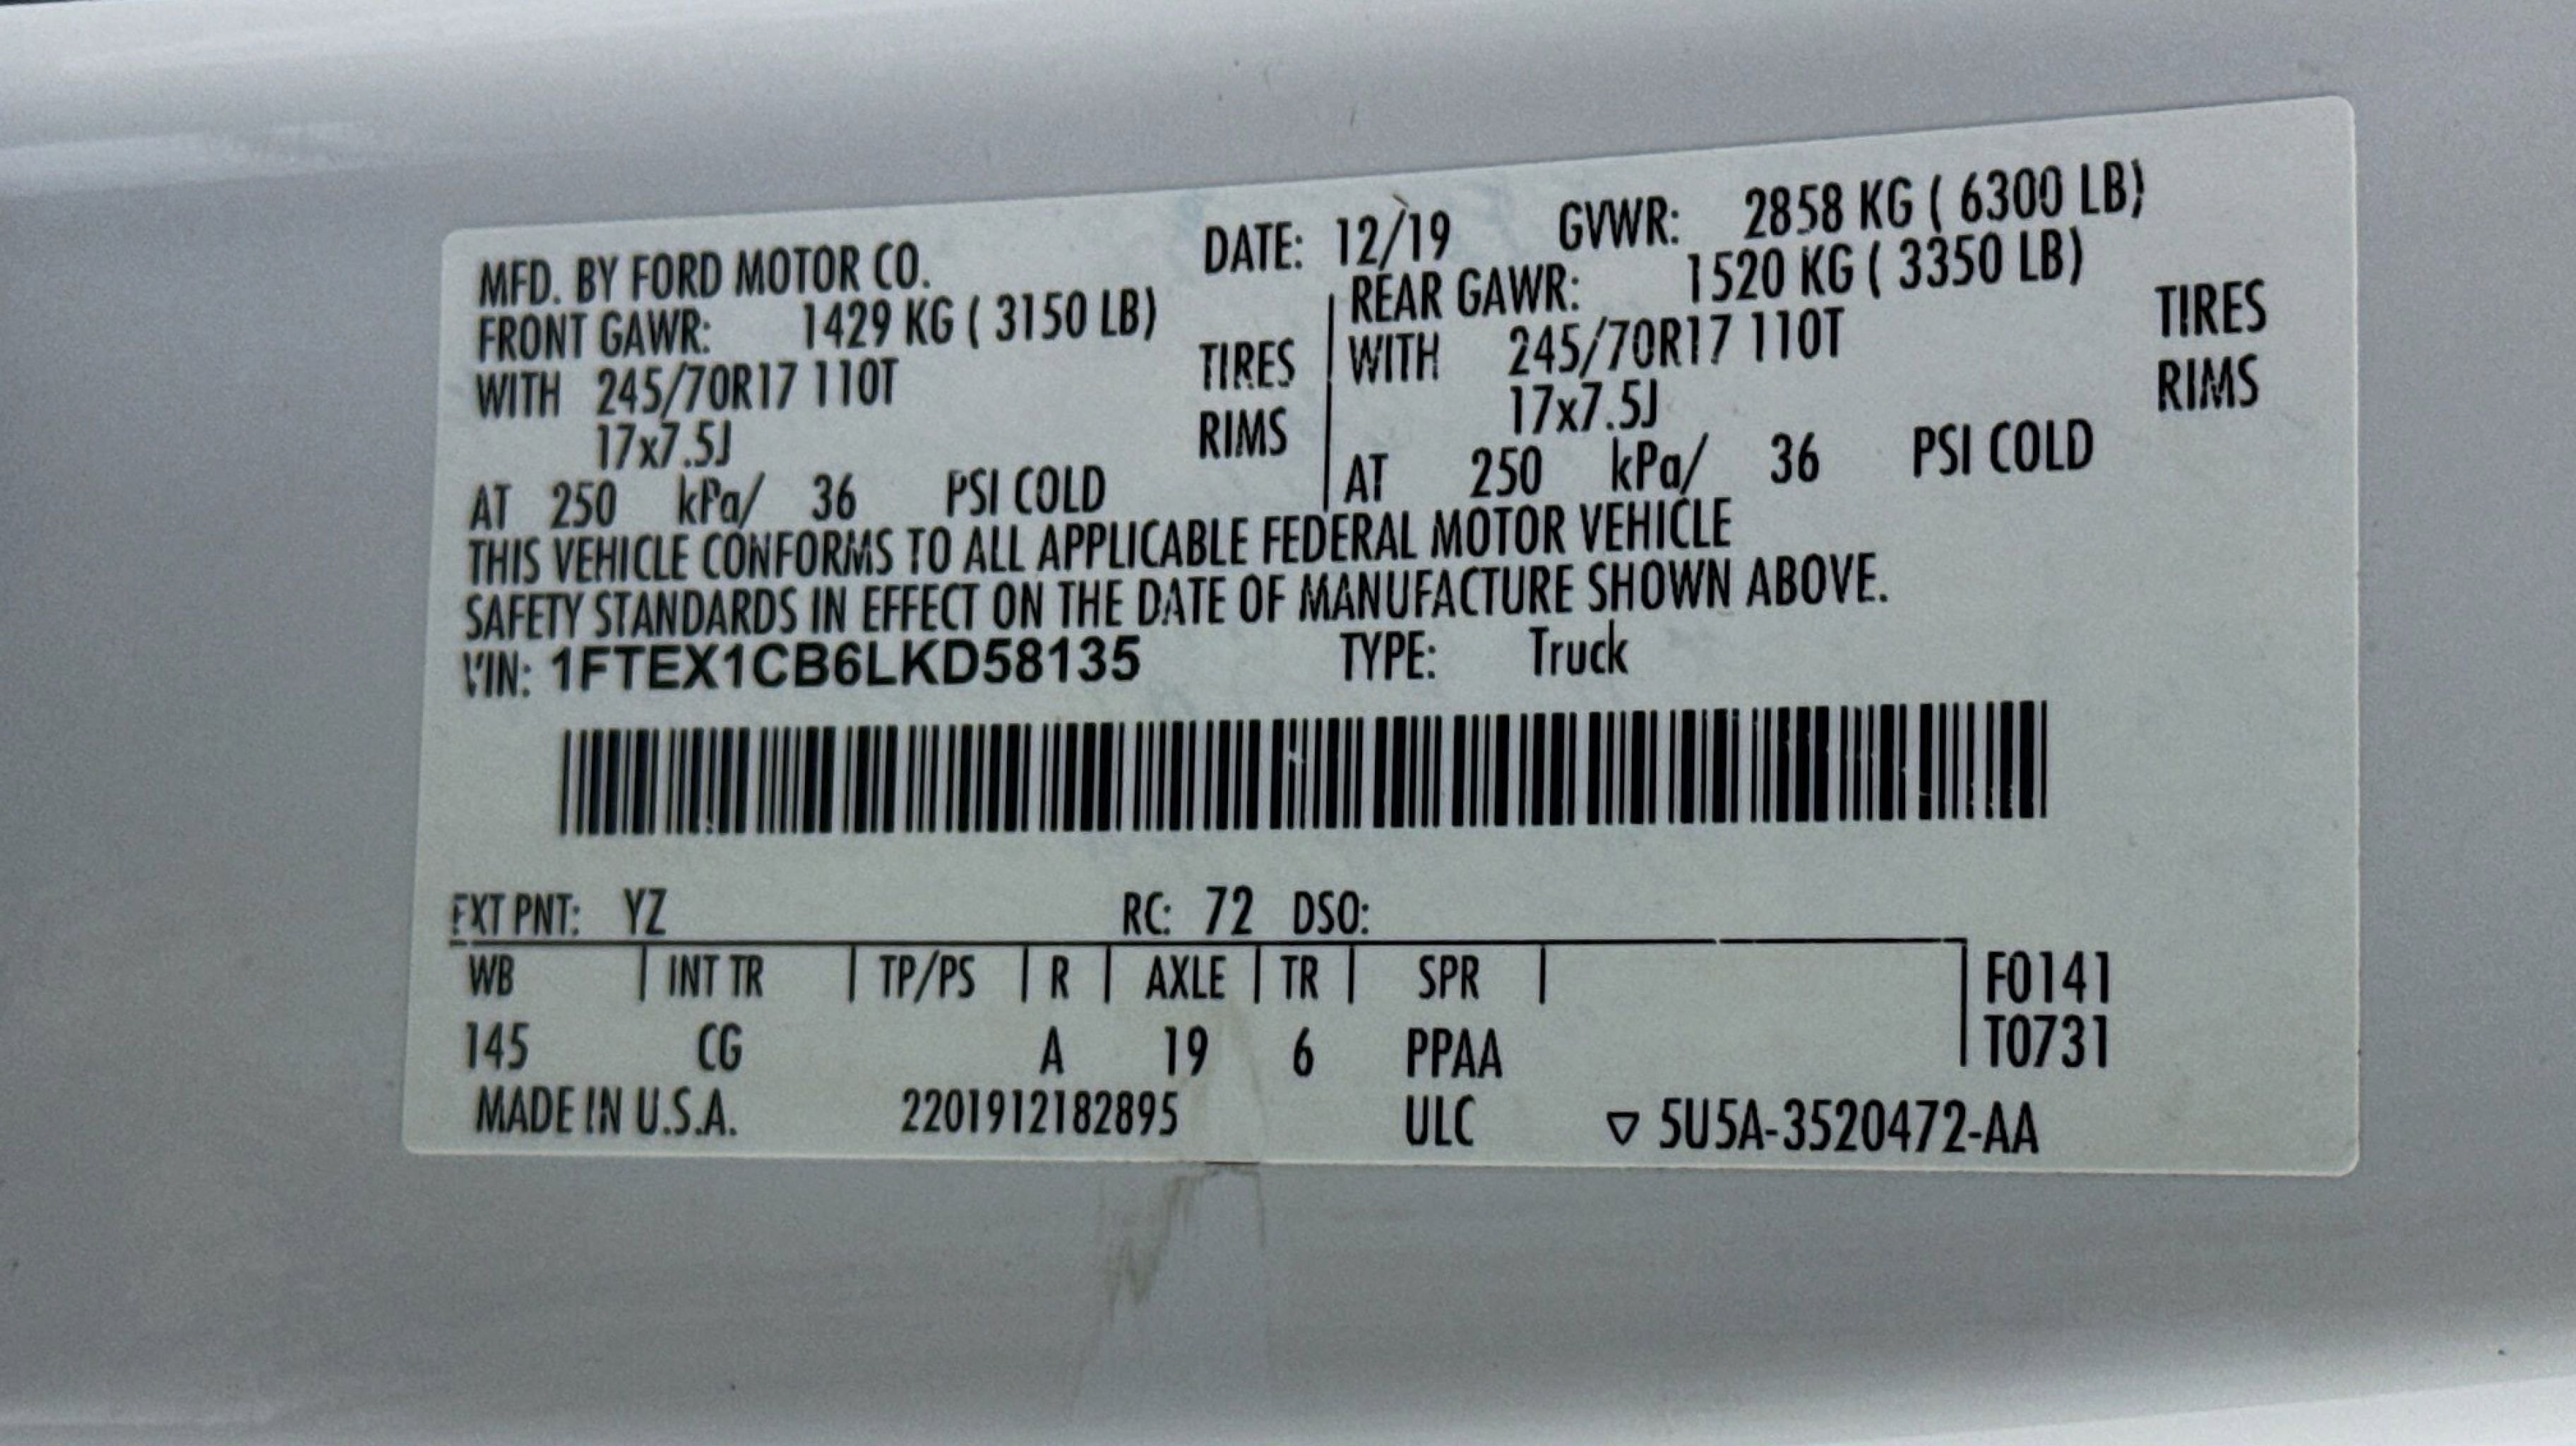 MFD. BY FORD MOTOR CO. DATE: 12/19 GVWR: 2858 KG ( 6300 LB)
FRONT GAWR: 1429 KG ( 3150 LB) REAR GAWR: 1520 KG ( 3350 LB)
WITH 245/70R17 110T TIRES WITH 245/70R17 110T TIRES
17x7.5J RIMS 17x7.5J RIMS
AT 250 kPa/ 36 PSI COLD AT 250 kPa/ 36 PSI COLD
THIS VEHICLE CONFORMS TO ALL APPLICABLE FEDERAL MOTOR VEHICLE
SAFETY STANDARDS IN EFFECT ON THE DATE OF MANUFACTURE SHOWN ABOVE.
VIN: 1FTEX1CB6LKD58135 TYPE: Truck
EXT PNT: YZ RC: 72 DSO:
WB INT TR TP/PS R AXLE TR SPR F0141
145 CG A 19 6 PPAA T0731
MADE IN U.S.A. 2201912182895 ULC ▽ 5U5A-3520472-AA